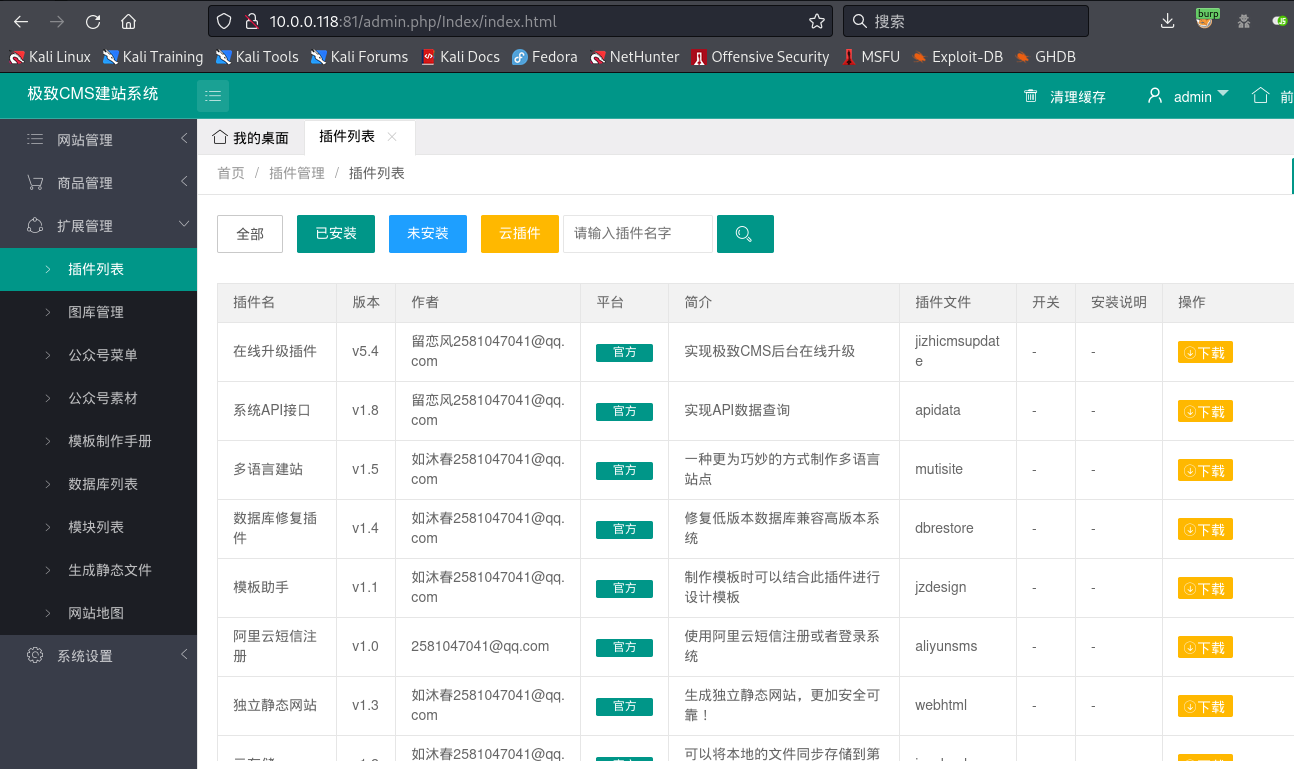 10.0.0.118:81/admin.php/Index/index.html
搜索
burp
JS
Kali Linux
Kali Training
Kali Tools
Kali Forums
Kali Docs
Fedora
NetHunter
Offensive Security
MSFU
Exploit-DB
GHDB
极致CMS建站系统
清理缓存
admin
前
网站管理
商品管理
扩展管理
插件列表
图库管理
公众号菜单
公众号素材
模板制作手册
数据库列表
模块列表
生成静态文件
网站地图
系统设置
我的桌面
插件列表
首页 / 插件管理 / 插件列表
全部
已安装
未安装
云插件
请输入插件名字
插件名 版本 作者 平台 简介 插件文件 开关 安装说明 操作
在线升级插件 v5.4
留恋风2581047041@qq.
com
官方
实现极致CMS后台在线升级
jizhicmsupdat
e
- - 下载
系统API接口 v1.8
留恋风2581047041@qq.
com
官方
实现API数据查询
apidata
- - 下载
多语言建站 v1.5
如沐春2581047041@qq.
com
官方
一种更为巧妙的方式制作多语言
站点
mutisite
- - 下载
数据库修复插
件
v1.4
如沐春2581047041@qq.
com
官方
修复低版本数据库兼容高版本系
统
dbrestore
- - 下载
模板助手 v1.1
如沐春2581047041@qq.
com
官方
制作模板时可以结合此插件进行
设计模板
jzdesign
- - 下载
阿里云短信注
册
v1.0
2581047041@qq.com
官方
使用阿里云短信注册或者登录系
统
aliyunsms
- - 下载
独立静态网站 v1.3
如沐春2581047041@qq.
com
官方
生成独立静态网站，更加安全可
靠！
webhtml
- - 下载
如沐春2581047041@qq.
可以将本地的文件同步存储到第